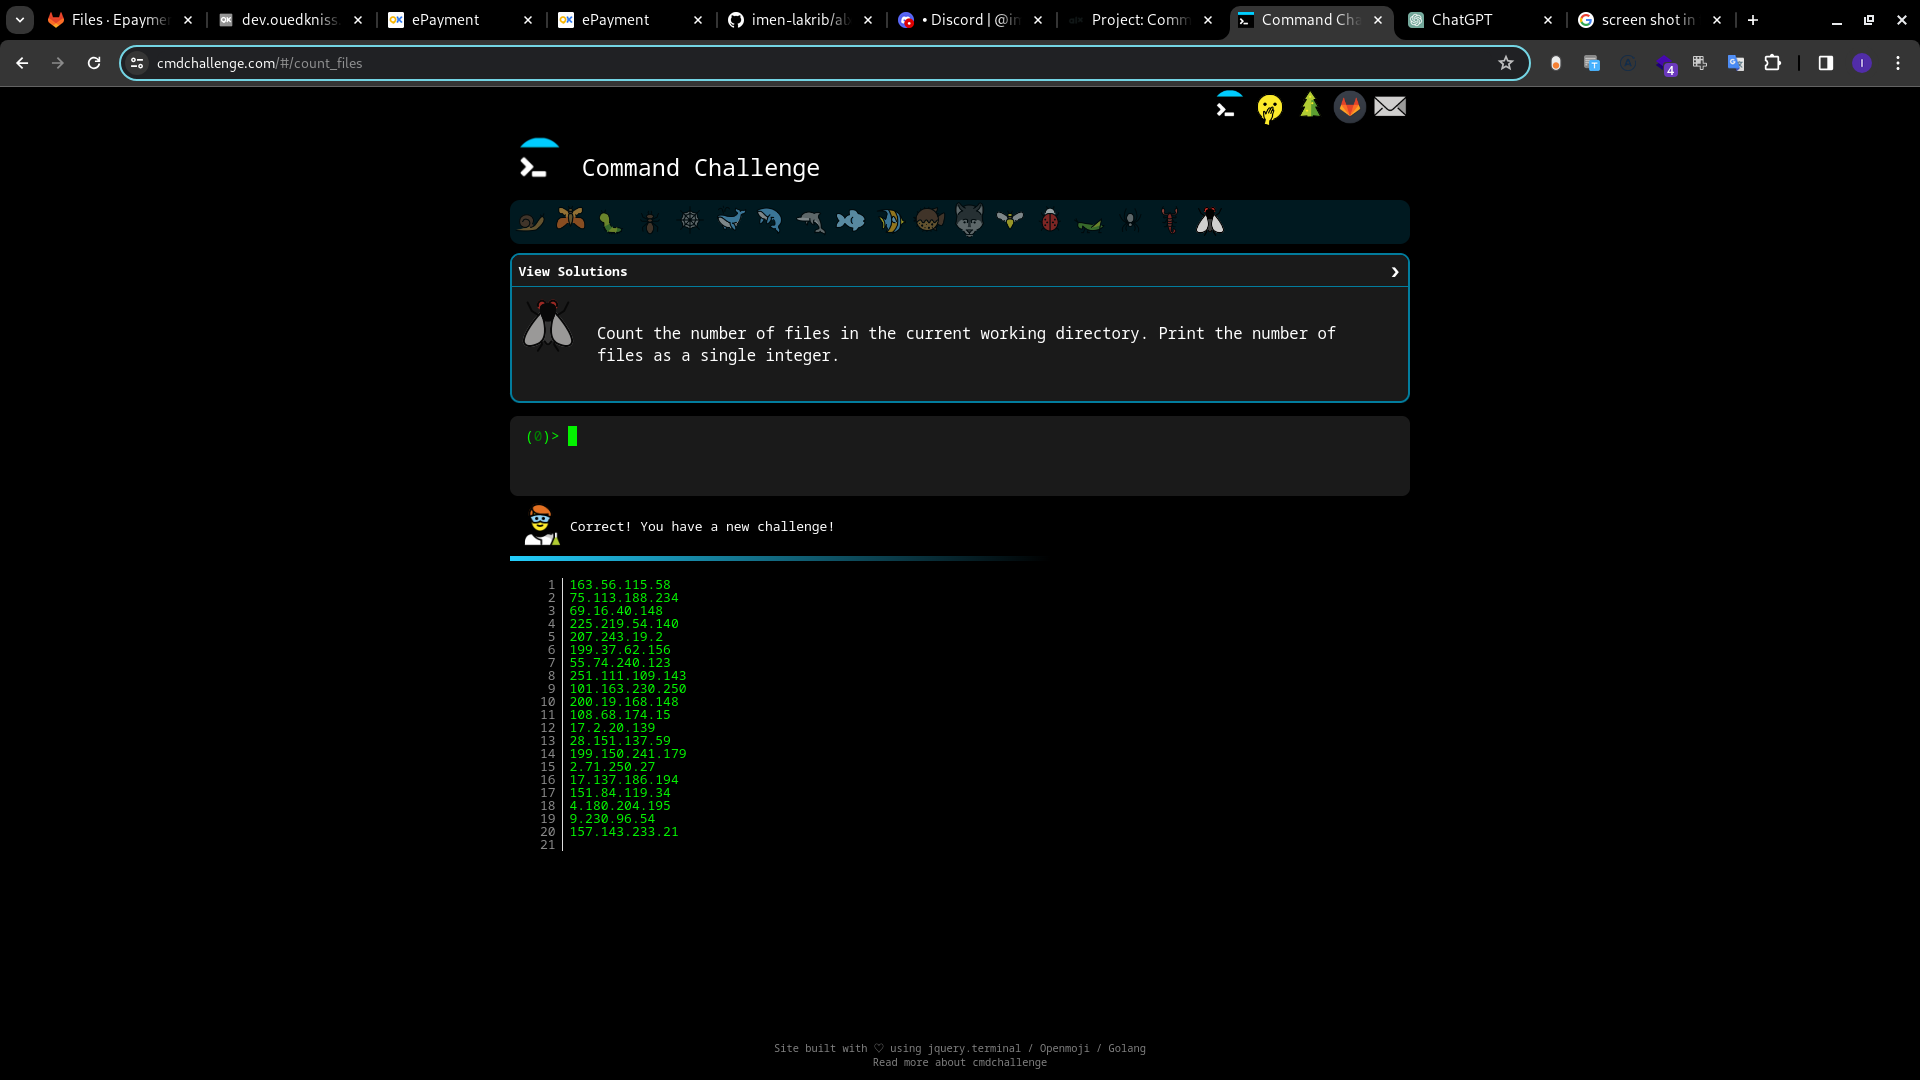 Files · Epaymen
dev.ouedkniss.
ePayment
ePayment
imen-lakrib/al
• Discord | @in
Project: Comm
Command Cha
ChatGPT
screen shot in
cmdchallenge.com/#/count_files
4
I
Command Challenge
View Solutions
Count the number of files in the current working directory. Print the number of
files as a single integer.
(0)>
Correct! You have a new challenge!
1 163.56.115.58
2 75.113.188.234
3 69.16.40.148
4 225.219.54.140
5 207.243.19.2
6 199.37.62.156
7 55.74.240.123
8 251.111.109.143
9 101.163.230.250
10 200.19.168.148
11 108.68.174.15
12 17.2.20.139
13 28.151.137.59
14 199.150.241.179
15 2.71.250.27
16 17.137.186.194
17 151.84.119.34
18 4.180.204.195
19 9.230.96.54
20 157.143.233.21
21
Site built with ♡ using jquery.terminal / Openmoji / Golang
Read more about cmdchallenge